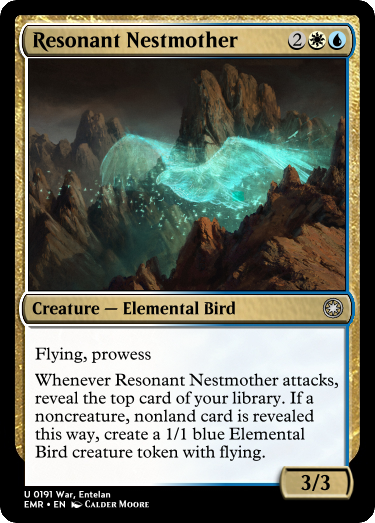 Resonant Nestmother 2
Creature — Elemental Bird
Flying, prowess
Whenever Resonant Nestmother attacks,
reveal the top card of your library. If a
noncreature, nonland card is revealed
this way, create a 1/1 blue Elemental
Bird creature token with flying.
3/3
U 0191 War, Entelan
EMR • EN Calder Moore